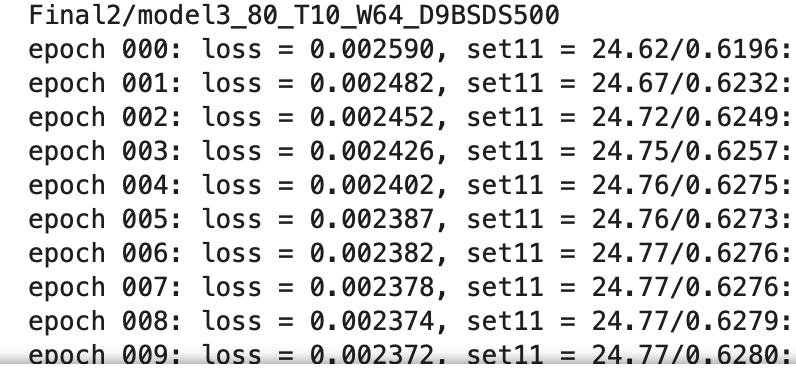 Final2/model3_80_T10_W64_D9BSDS500
epoch 000: loss = 0.002590, set11 = 24.62/0.6196:
epoch 001: loss = 0.002482, set11 = 24.67/0.6232:
epoch 002: loss = 0.002452, set11 = 24.72/0.6249:
epoch 003: loss = 0.002426, set11 = 24.75/0.6257:
epoch 004: loss = 0.002402, set11 = 24.76/0.6275:
epoch 005: loss = 0.002387, set11 = 24.76/0.6273:
epoch 006: loss = 0.002382, set11 = 24.77/0.6276:
epoch 007: loss = 0.002378, set11 = 24.77/0.6276:
epoch 008: loss = 0.002374, set11 = 24.77/0.6279:
epoch 009: loss = 0.002372, set11 = 24.77/0.6280: